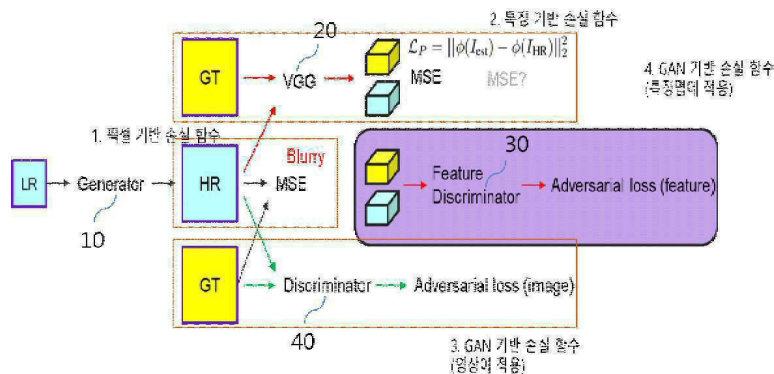 2. 특징 기반 손실 함수
20
GT
VGG
ℒ_P = ||ϕ(I_est) − ϕ(I_HR)||²₂
MSE
MSE?
4. GAN 기반 손실 함수
(특징맵에 적용)
1. 픽셀 기반 손실 함수
LR
Generator
10
HR
Blurry
MSE
30
Feature
Discriminator
Adversarial loss (feature)
GT
Discriminator
Adversarial loss (image)
40
3. GAN 기반 손실 함수
(영상에 적용)